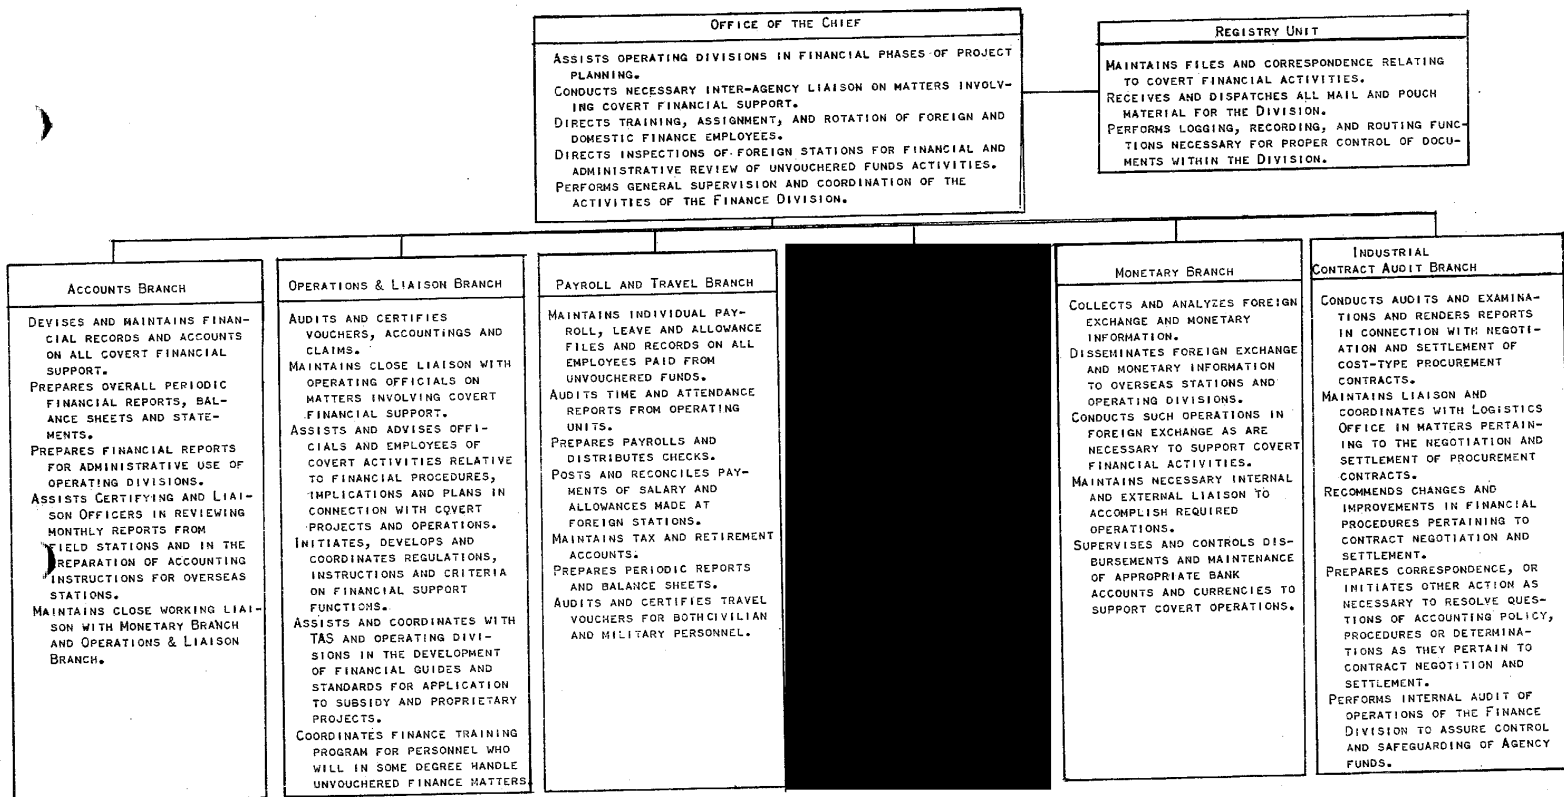 OFFICE OF THE CHIEF
ASSISTS OPERATING DIVISIONS IN FINANCIAL PHASES OF PROJECT
PLANNING.
CONDUCTS NECESSARY INTER-AGENCY LIAISON ON MATTERS INVOLV-
ING COVERT FINANCIAL SUPPORT.
DIRECTS TRAINING, ASSIGNMENT, AND ROTATION OF FOREIGN AND
DOMESTIC FINANCE EMPLOYEES.
DIRECTS INSPECTIONS OF FOREIGN STATIONS FOR FINANCIAL AND
ADMINISTRATIVE REVIEW OF UNVOUCHERED FUNDS ACTIVITIES.
PERFORMS GENERAL SUPERVISION AND COORDINATION OF THE
ACTIVITIES OF THE FINANCE DIVISION.
REGISTRY UNIT
MAINTAINS FILES AND CORRESPONDENCE RELATING
TO COVERT FINANCIAL ACTIVITIES.
RECEIVES AND DISPATCHES ALL MAIL AND POUCH
MATERIAL FOR THE DIVISION.
PERFORMS LOGGING, RECORDING, AND ROUTING FUNC-
TIONS NECESSARY FOR PROPER CONTROL OF DOCU-
MENTS WITHIN THE DIVISION.
ACCOUNTS BRANCH
DEVISES AND MAINTAINS FINAN-
CIAL RECORDS AND ACCOUNTS
ON ALL COVERT FINANCIAL
SUPPORT.
PREPARES OVERALL PERIODIC
FINANCIAL REPORTS, BAL-
ANCE SHEETS AND STATE-
MENTS.
PREPARES FINANCIAL REPORTS
FOR ADMINISTRATIVE USE OF
OPERATING DIVISIONS.
ASSISTS CERTIFYING AND LIAI-
SON OFFICERS IN REVIEWING
MONTHLY REPORTS FROM
FIELD STATIONS AND IN THE
PREPARATION OF ACCOUNTING
INSTRUCTIONS FOR OVERSEAS
STATIONS.
MAINTAINS CLOSE WORKING LIAI-
SON WITH MONETARY BRANCH
AND OPERATIONS & LIAISON
BRANCH.
OPERATIONS & LIAISON BRANCH
AUDITS AND CERTIFIES
VOUCHERS, ACCOUNTINGS AND
CLAIMS.
MAINTAINS CLOSE LIAISON WITH
OPERATING OFFICIALS ON
MATTERS INVOLVING COVERT
FINANCIAL SUPPORT.
ASSISTS AND ADVISES OFFI-
CIALS AND EMPLOYEES OF
COVERT ACTIVITIES RELATIVE
TO FINANCIAL PROCEDURES,
IMPLICATIONS AND PLANS IN
CONNECTION WITH COVERT
PROJECTS AND OPERATIONS.
INITIATES, DEVELOPS AND
COORDINATES REGULATIONS,
INSTRUCTIONS AND CRITERIA
ON FINANCIAL SUPPORT
FUNCTIONS.
ASSISTS AND COORDINATES WITH
TAS AND OPERATING DIVI-
SIONS IN THE DEVELOPMENT
OF FINANCIAL GUIDES AND
STANDARDS FOR APPLICATION
TO SUBSIDY AND PROPRIETARY
PROJECTS.
COORDINATES FINANCE TRAINING
PROGRAM FOR PERSONNEL WHO
WILL IN SOME DEGREE HANDLE
UNVOUCHERED FINANCE MATTERS.
PAYROLL AND TRAVEL BRANCH
MAINTAINS INDIVIDUAL PAY-
ROLL, LEAVE AND ALLOWANCE
FILES AND RECORDS ON ALL
EMPLOYEES PAID FROM
UNVOUCHERED FUNDS.
AUDITS TIME AND ATTENDANCE
REPORTS FROM OPERATING
UNITS.
PREPARES PAYROLLS AND
DISTRIBUTES CHECKS.
POSTS AND RECONCILES PAY-
MENTS OF SALARY AND
ALLOWANCES MADE AT
FOREIGN STATIONS.
MAINTAINS TAX AND RETIREMENT
ACCOUNTS.
PREPARES PERIODIC REPORTS
AND BALANCE SHEETS.
AUDITS AND CERTIFIES TRAVEL
VOUCHERS FOR BOTHCIVILIAN
AND MILITARY PERSONNEL.
MONETARY BRANCH
COLLECTS AND ANALYZES FOREIGN
EXCHANGE AND MONETARY
INFORMATION.
DISSEMINATES FOREIGN EXCHANGE
AND MONETARY INFORMATION
TO OVERSEAS STATIONS AND
OPERATING DIVISIONS.
CONDUCTS SUCH OPERATIONS IN
FOREIGN EXCHANGE AS ARE
NECESSARY TO SUPPORT COVERT
FINANCIAL ACTIVITIES.
MAINTAINS NECESSARY INTERNAL
AND EXTERNAL LIAISON TO
ACCOMPLISH REQUIRED
OPERATIONS.
SUPERVISES AND CONTROLS DIS-
BURSEMENTS AND MAINTENANCE
OF APPROPRIATE BANK
ACCOUNTS AND CURRENCIES TO
SUPPORT COVERT OPERATIONS.
INDUSTRIAL
CONTRACT AUDIT BRANCH
CONDUCTS AUDITS AND EXAMINA-
TIONS AND RENDERS REPORTS
IN CONNECTION WITH NEGOTI-
ATION AND SETTLEMENT OF
COST-TYPE PROCUREMENT
CONTRACTS.
MAINTAINS LIAISON AND
COORDINATES WITH LOGISTICS
OFFICE IN MATTERS PERTAIN-
ING TO THE NEGOTIATION AND
SETTLEMENT OF PROCUREMENT
CONTRACTS.
RECOMMENDS CHANGES AND
IMPROVEMENTS IN FINANCIAL
PROCEDURES PERTAINING TO
CONTRACT NEGOTIATION AND
SETTLEMENT.
PREPARES CORRESPONDENCE, OR
INITIATES OTHER ACTION AS
NECESSARY TO RESOLVE QUES-
TIONS OF ACCOUNTING POLICY,
PROCEDURES OR DETERMINA-
TIONS AS THEY PERTAIN TO
CONTRACT NEGOTITION AND
SETTLEMENT.
PERFORMS INTERNAL AUDIT OF
OPERATIONS OF THE FINANCE
DIVISION TO ASSURE CONTROL
AND SAFEGUARDING OF AGENCY
FUNDS.